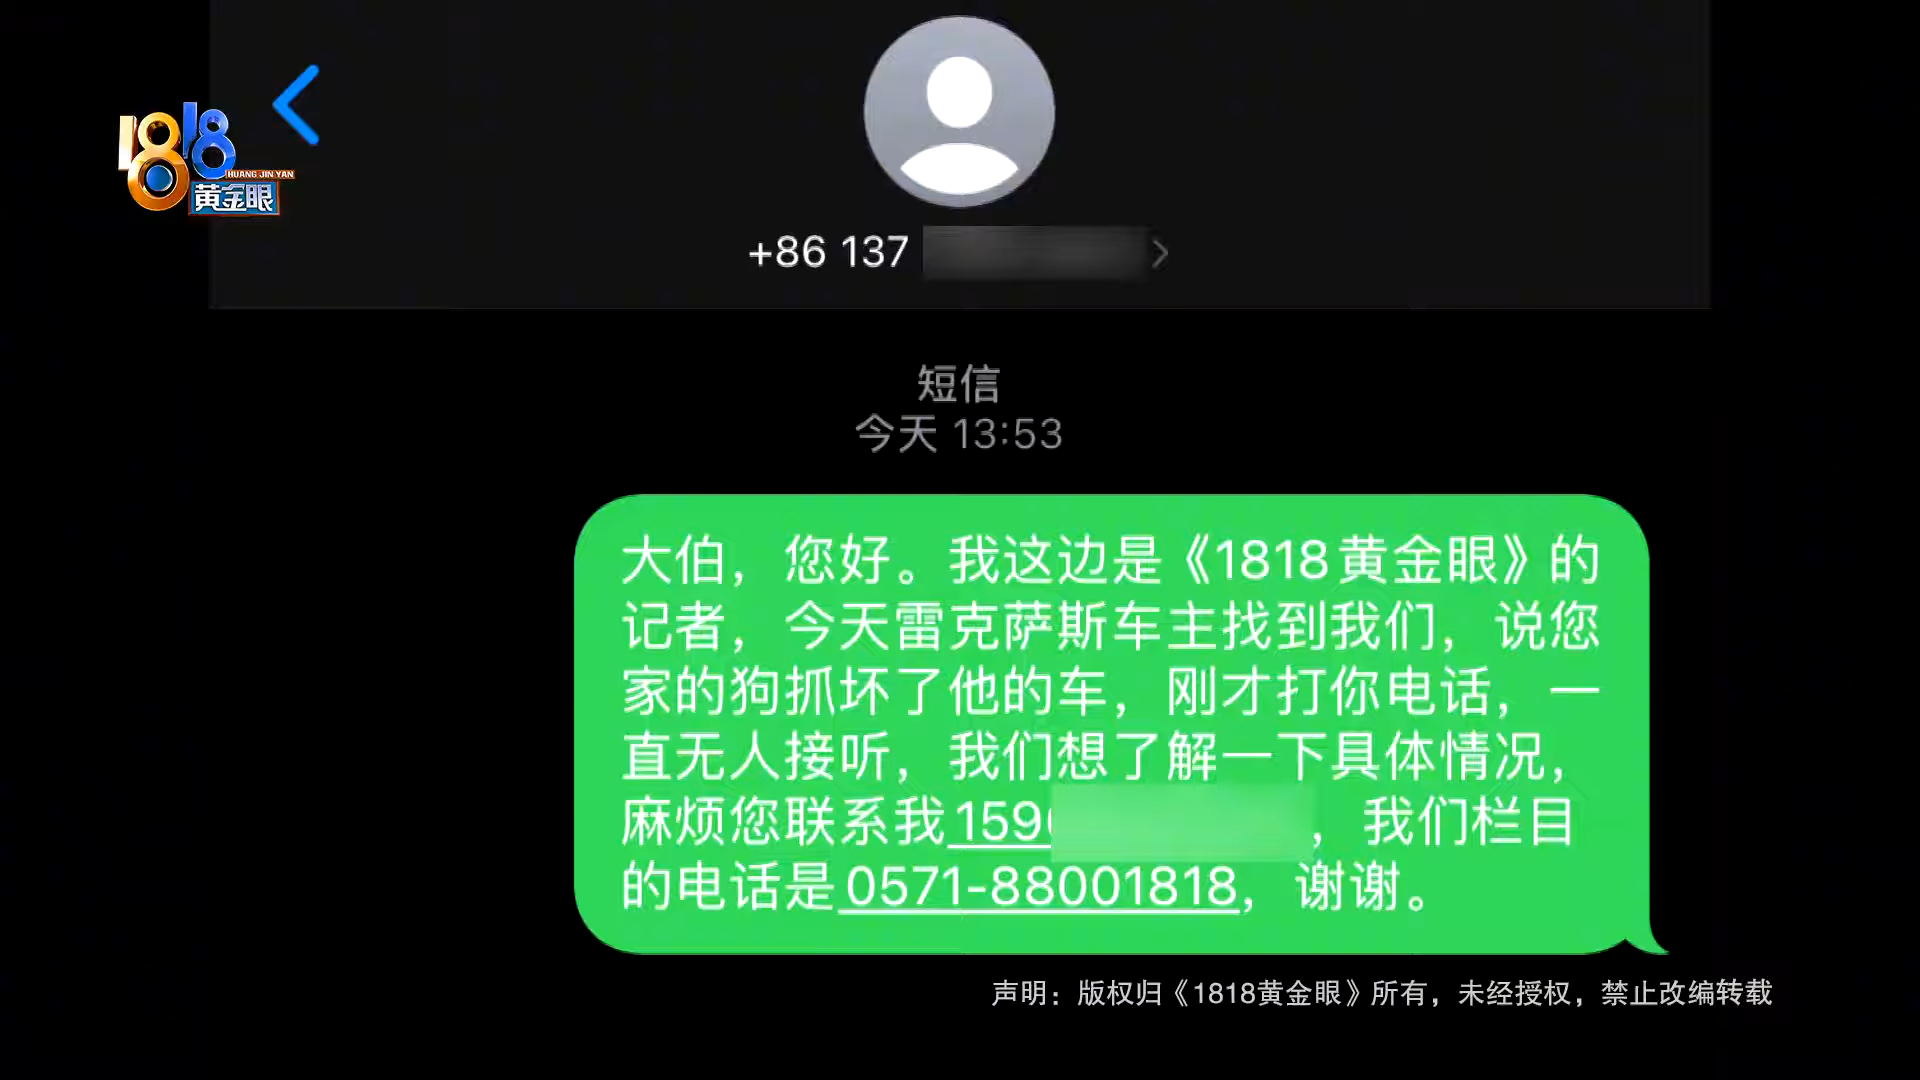 1818
HUANG JIN YAN
黄金眼
+86 137
短信
今天 13:53
大伯，您好。我这边是《1818黄金眼》的
记者，今天雷克萨斯车主找到我们，说您
家的狗抓坏了他的车，刚才打你电话，一
直无人接听，我们想了解一下具体情况，
麻烦您联系我159，我们栏目
的电话是0571-88001818，谢谢。
声明：版权归《1818黄金眼》所有，未经授权，禁止改编转载